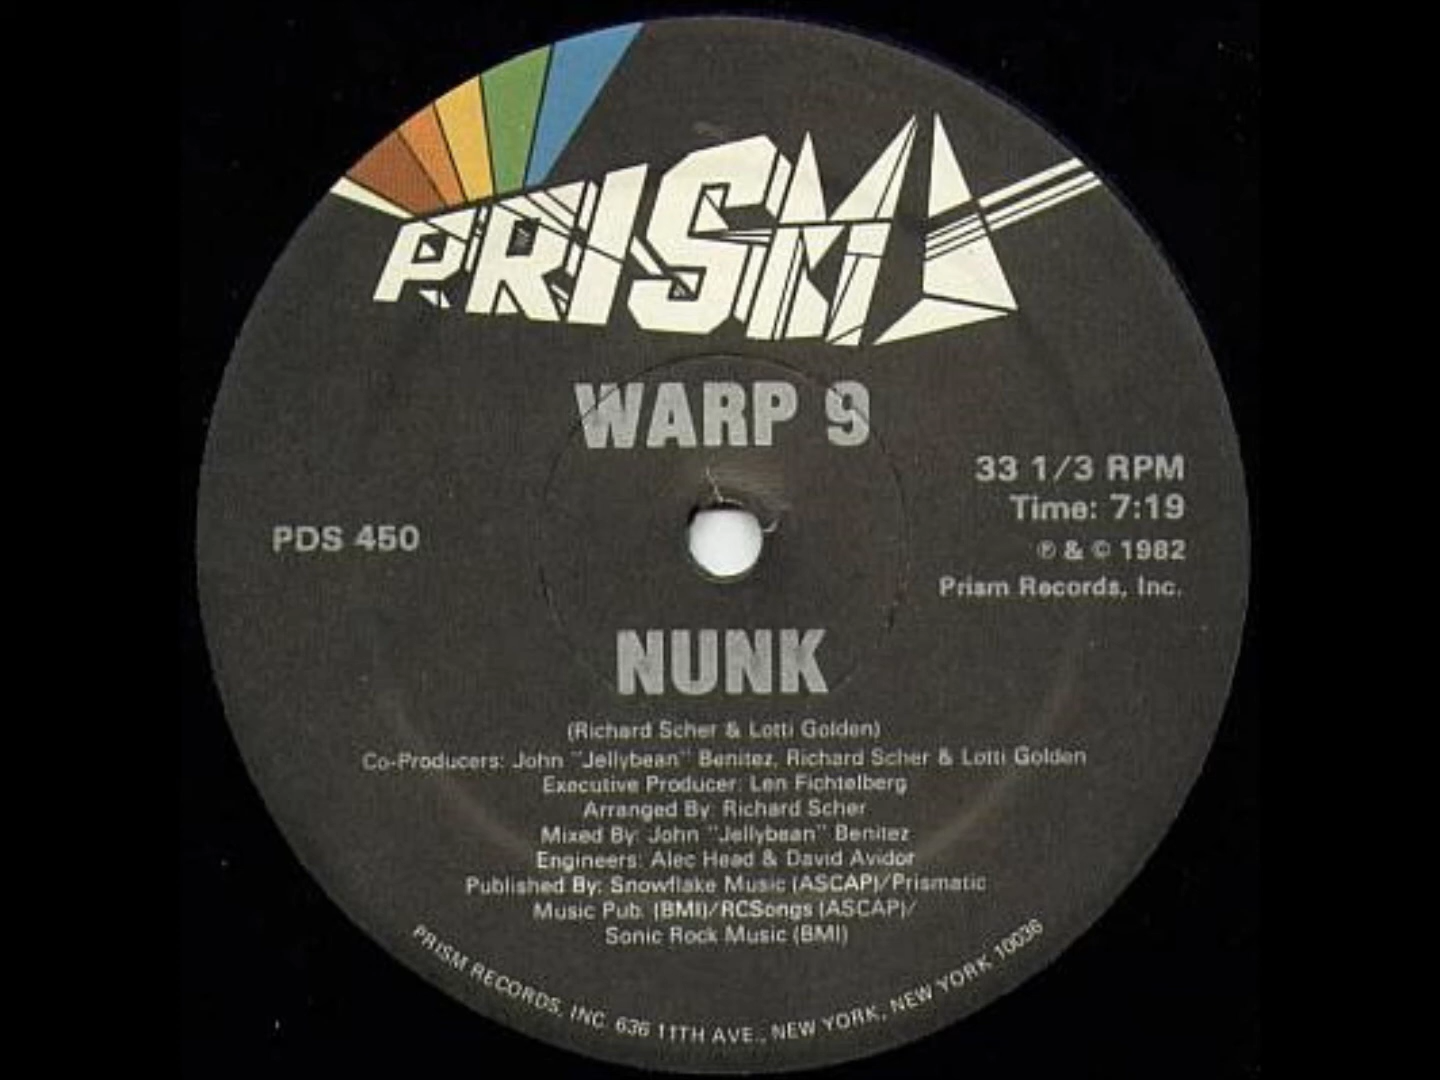 PRISM
WARP 9
33 1/3 RPM
Time: 7:19
PDS 450
℗ & © 1982
Prism Records, Inc.
NUNK
(Richard Scher & Lotti Golden)
Co-Producers: John "Jellybean" Benitez, Richard Scher & Lotti Golden
Executive Producer: Len Fichtelberg
Arranged By: Richard Scher
Mixed By: John "Jellybean" Benitez
Engineers: Alec Head & David Avidor
Published By: Snowflake Music (ASCAP)/Prismatic
Music Pub. (BMI)/RCSongs (ASCAP)/
Sonic Rock Music (BMI)
PRISM RECORDS, INC. 636 11TH AVE., NEW YORK, NEW YORK 10036